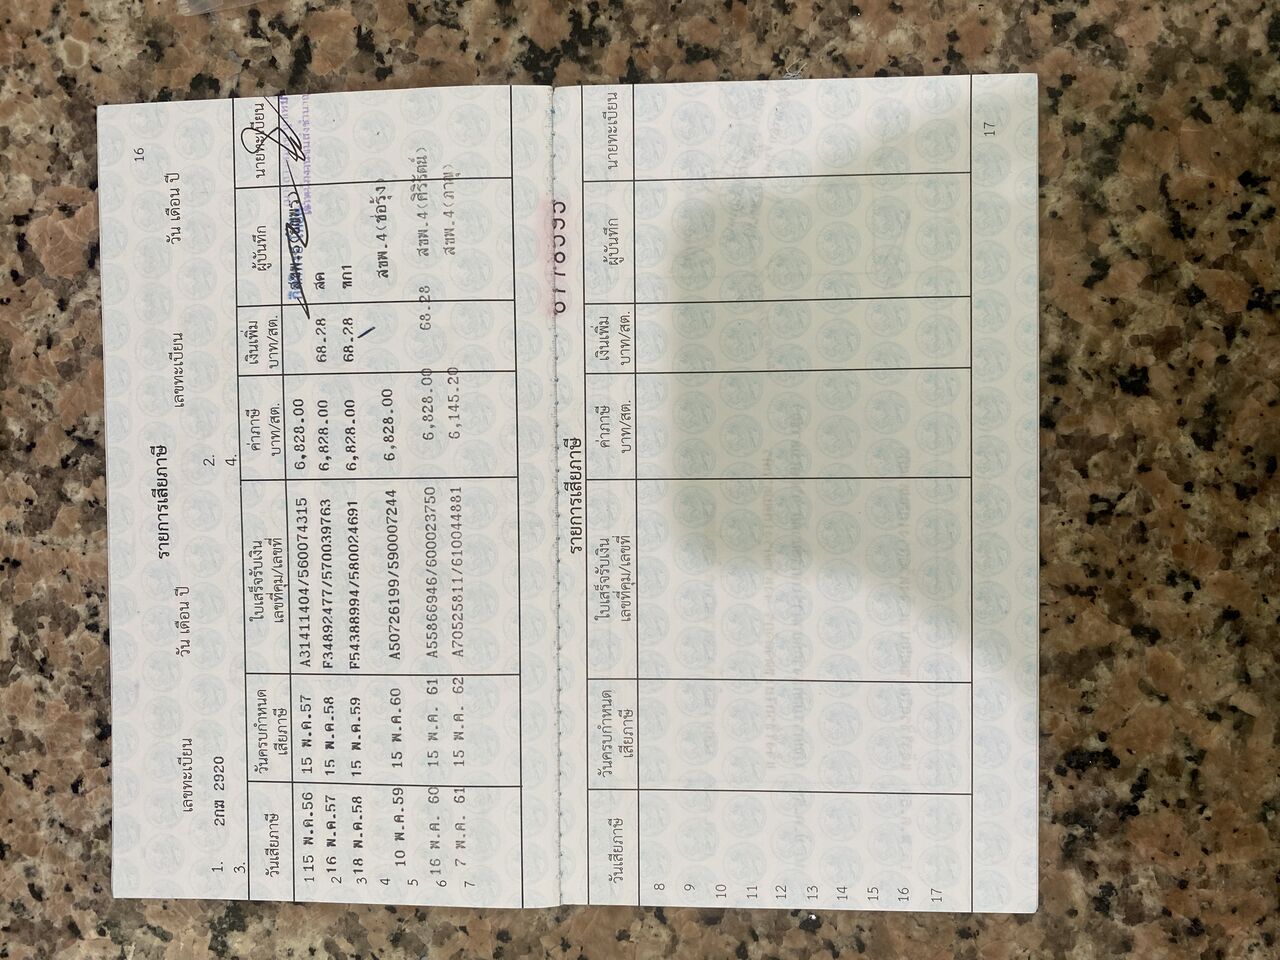 16
รายการเสียภาษี
เลขทะเบียน วัน เดือน ปี เลขทะเบียน วัน เดือน ปี
1. 2กฆ 2920 2.
3. 4.
วันเสียภาษี วันครบกำหนดเสียภาษี ใบเสร็จรับเงินเลขที่คุม/เลขที่ ค่าภาษี บาท/สต. เงินเพิ่ม บาท/สต. ผู้บันทึก นายทะเบียน
1 15 พ.ค.56 15 พ.ค.57 A31411404/560074315 6,828.00
2 16 พ.ค.57 15 พ.ค.58 F34892477/570039763 6,828.00 68.28 สค
3 18 พ.ค.58 15 พ.ค.59 F54388994/580024691 6,828.00 68.28 ทก1
4 10 พ.ค.59 15 พ.ค.60 A50726199/590007244 6,828.00 สขพ.4(ช่อรุ้ง)
5
6 16 พ.ค. 60 15 พ.ค. 61 A55866946/600023750 6,828.00 68.28 สขพ.4(ศิริรัตน์)
7 7 พ.ค. 61 15 พ.ค. 62 A70525811/610044881 6,145.20
รายการเสียภาษี
วันเสียภาษี วันครบกำหนดเสียภาษี ใบเสร็จรับเงินเลขที่คุม/เลขที่ ค่าภาษี บาท/สต. เงินเพิ่ม บาท/สต. ผู้บันทึก นายทะเบียน
8
9
10
11
12
13
14
15
16
17
17